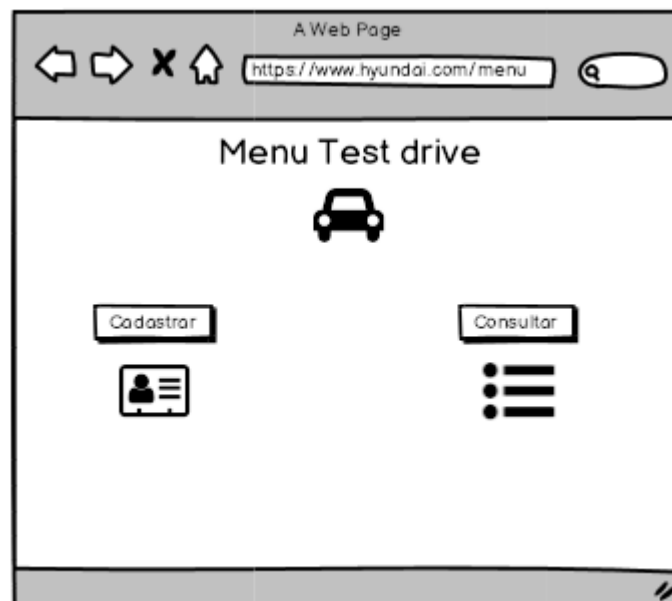 A Web Page
https://www.hyundai.com/menu
Menu Test drive
Cadastrar
Consultar